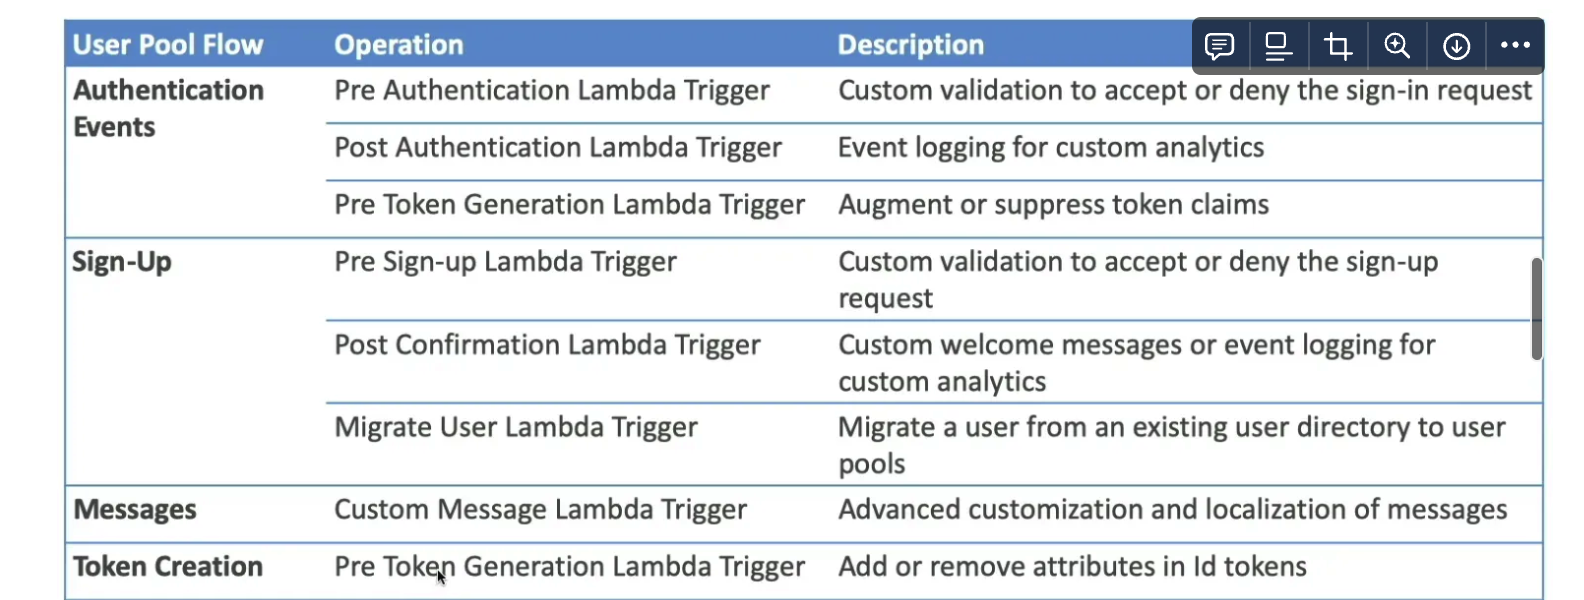 User Pool Flow Operation Description
Authentication Events Pre Authentication Lambda Trigger Custom validation to accept or deny the sign-in request
Post Authentication Lambda Trigger Event logging for custom analytics
Pre Token Generation Lambda Trigger Augment or suppress token claims
Sign-Up Pre Sign-up Lambda Trigger Custom validation to accept or deny the sign-up
request
Post Confirmation Lambda Trigger Custom welcome messages or event logging for
custom analytics
Migrate User Lambda Trigger Migrate a user from an existing user directory to user
pools
Messages Custom Message Lambda Trigger Advanced customization and localization of messages
Token Creation Pre Token Generation Lambda Trigger Add or remove attributes in Id tokens